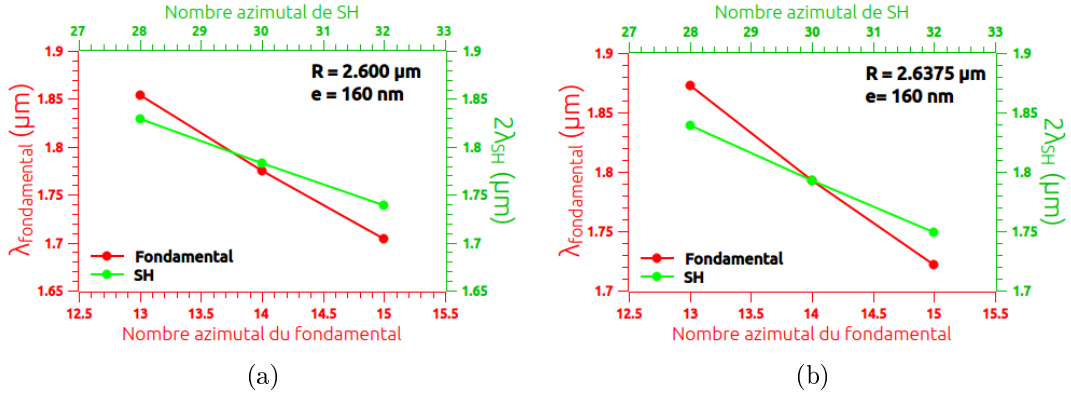 Nombre azimutal de SH
27 28 29 30 31 32 33
1.9
1.85
1.8
1.75
1.7
1.65
λfondamental (µm)
R = 2.600 µm
e = 160 nm
Fondamental
SH
1.9
1.85
1.8
1.75
1.7
1.65
2λSH (µm)
12.5 13 13.5 14 14.5 15 15.5
Nombre azimutal du fondamental
(a)
Nombre azimutal de SH
27 28 29 30 31 32 33
1.9
1.85
1.8
1.75
1.7
λfondamental (µm)
R = 2.6375 µm
e= 160 nm
Fondamental
SH
1.9
1.85
1.8
1.75
1.7
2λSH (µm)
12.5 13 13.5 14 14.5 15 15.5
Nombre azimutal du fondamental
(b)